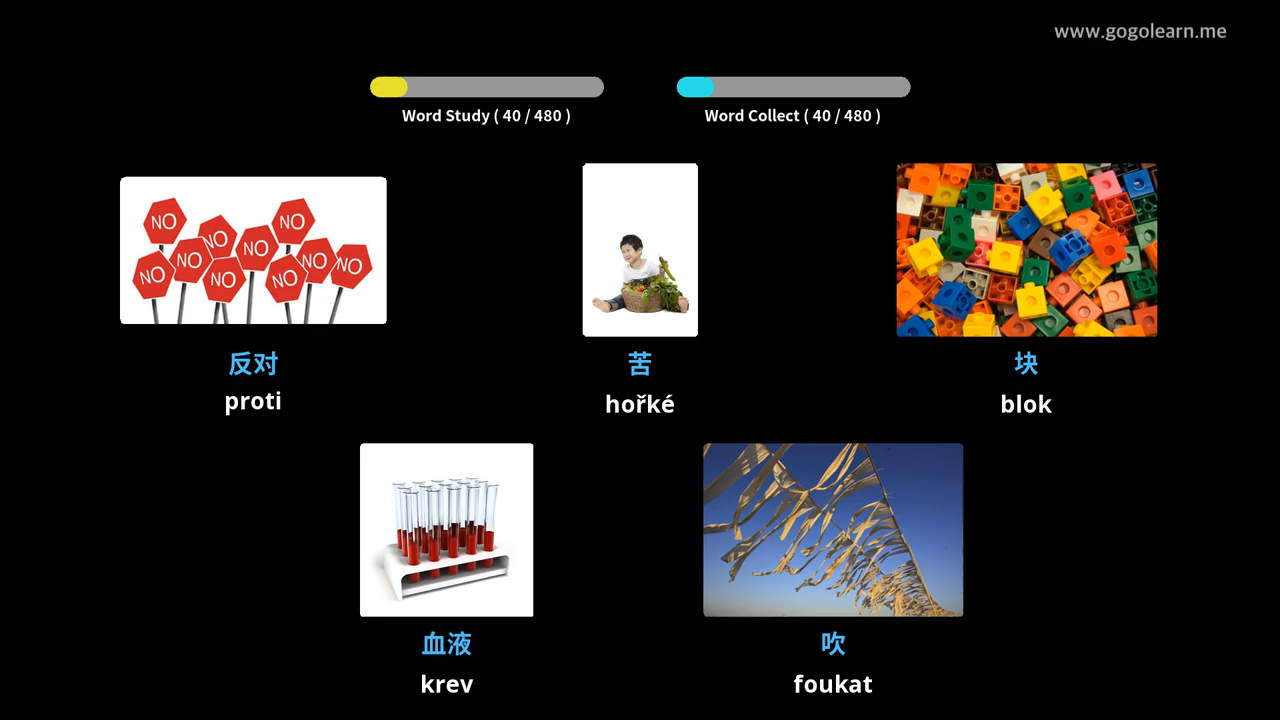 www.gogolearn.me
Word Study ( 40 / 480 )
Word Collect ( 40 / 480 )
NO
NO
NO
NO
NO
NO
NO
NO
NO
NO
反对
proti
苦
hořké
块
blok
血液
krev
吹
foukat